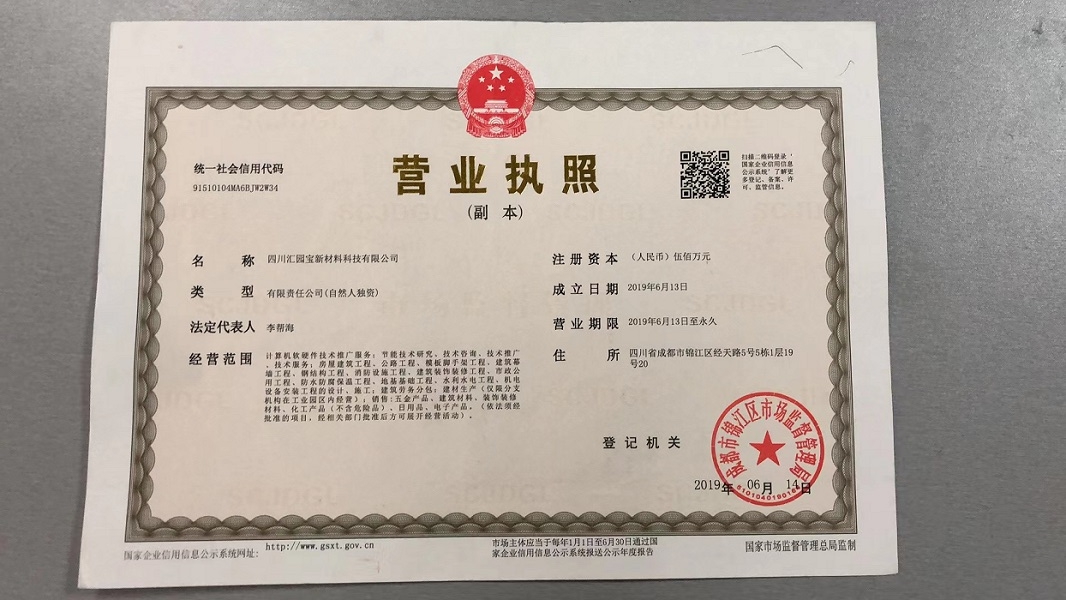 统一社会信用代码
91510104MA6BJW2W34
营业执照
(副 本)
扫描二维码登录'
国家企业信用信息
公示系统'了解更
多登记、备案、许
可、监管信息。
名 称 四川汇园宝新材料科技有限公司
类 型 有限责任公司(自然人独资)
法定代表人 李帮海
经营范围 计算机软硬件技术推广服务；节能技术研究、技术咨询、技术推广
、技术服务；房屋建筑工程、公路工程、模板脚手架工程、建筑幕
墙工程、钢结构工程、消防设施工程、建筑装饰装修工程、市政公
用工程、防水防腐保温工程、地基基础工程、水利水电工程、机电
设备安装工程的设计、施工；建筑劳务分包；建材生产（仅限分支
机构在工业园区内经营）；销售:五金产品、建筑材料、装饰装修
材料、化工产品（不含危险品）、日用品、电子产品。（依法须经
批准的项目，经相关部门批准后方可展开经营活动）。
注册资本 （人民币）伍佰万元
成立日期 2019年6月13日
营业期限 2019年6月13日至永久
住 所 四川省成都市锦江区经天路5号5栋1层19
号20
登记机关
成都市锦江区市场监督管理局
2019年 06月 14日
国家企业信用信息公示系统网址: http://www.gsxt.gov.cn
市场主体应当于每年1月1日至6月30日通过国
家企业信用信息公示系统报送公示年度报告
国家市场监督管理总局监制